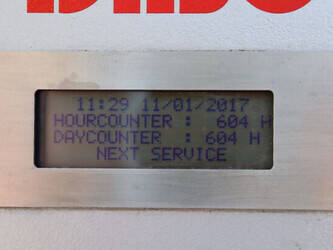 11:29 11/01/2017
HOURCOUNTER : 604 H
DAYCOUNTER : 604 H
NEXT SERVICE